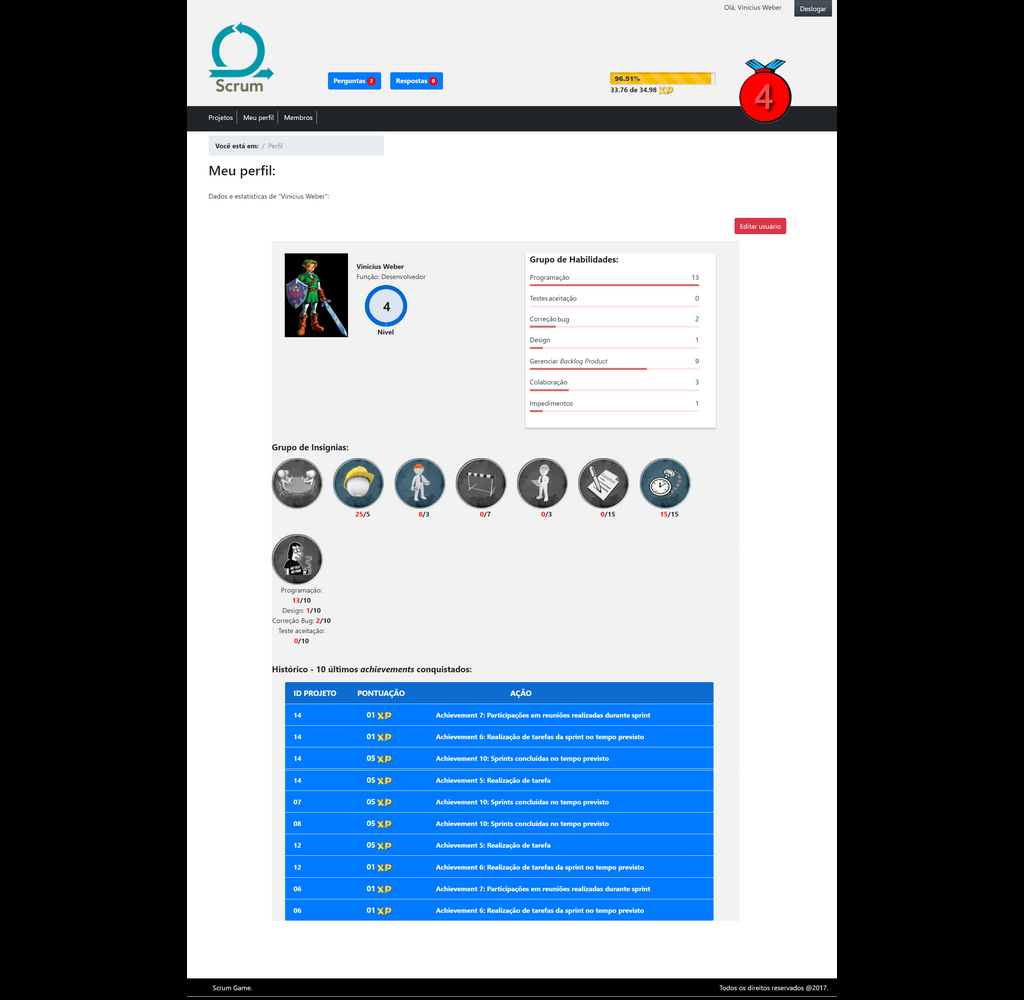 Olá, Vinicius Weber
Deslogar
Scrum
Perguntas 2
Respostas 0
96.51%
33.76 de 34.98 XP
4
Projetos
Meu perfil
Membros
Você está em: / Perfil
Meu perfil:
Dados e estatísticas de "Vinicius Weber":
Editar usuário
Vinicius Weber
Função: Desenvolvedor
4
Nível
Grupo de Habilidades:
Programação 13
Testes aceitação 0
Correção bug 2
Design 1
Gerenciar Backlog Product 9
Colaboração 3
Impedimentos 1
Grupo de Insignias:
25/5
8/3
0/7
0/3
0/15
15/15
Programação:
13/10
Design: 1/10
Correção Bug: 2/10
Teste aceitação:
0/10
Histórico - 10 últimos achievements conquistados:
ID PROJETO PONTUAÇÃO AÇÃO
14 01 XP Achievement 7: Participações em reuniões realizadas durante sprint
14 01 XP Achievement 6: Realização de tarefas da sprint no tempo previsto
14 05 XP Achievement 10: Sprints concluídas no tempo previsto
14 05 XP Achievement 5: Realização de tarefa
07 05 XP Achievement 10: Sprints concluídas no tempo previsto
08 05 XP Achievement 10: Sprints concluídas no tempo previsto
12 05 XP Achievement 5: Realização de tarefa
12 01 XP Achievement 6: Realização de tarefas da sprint no tempo previsto
06 01 XP Achievement 7: Participações em reuniões realizadas durante sprint
06 01 XP Achievement 6: Realização de tarefas da sprint no tempo previsto
Scrum Game.
Todos os direitos reservados @2017.